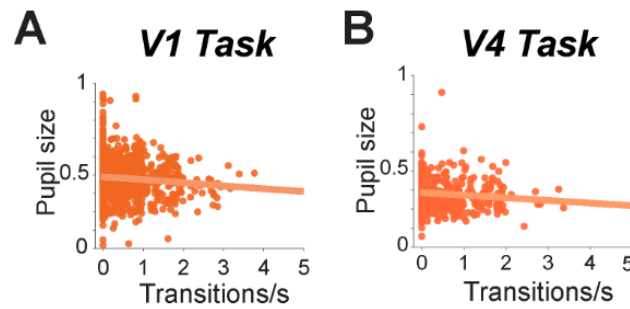 A
V1 Task
Pupil size
1
0.5
0
0 1 2 3 4 5
Transitions/s
B
V4 Task
Pupil size
1
0.5
0
0 1 2 3 4 5
Transitions/s